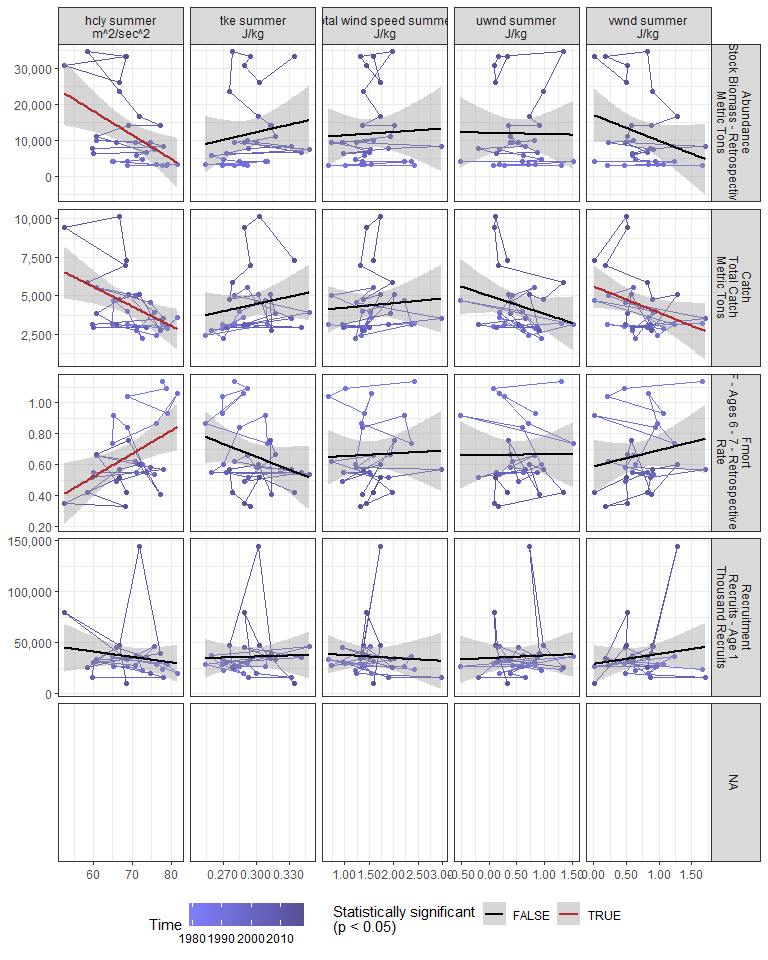 hcly summer
m^2/sec^2
tke summer
J/kg
otal wind speed summe
J/kg
uwnd summer
J/kg
vwnd summer
J/kg
30,000
20,000
10,000
0
Abundance
Stock Biomass - Retrospectiv
Metric Tons
10,000
7,500
5,000
2,500
Catch
Total Catch
Metric Tons
1.00
0.80
0.60
0.40
0.20
Fmort
F - Ages 6 - 7 - Retrospective
Rate
150,000
100,000
50,000
0
Recruitment
Recruits - Age 1
Thousand Recruits
NA
60 70 80
0.270 0.300 0.330
1.00 1.50 2.00 2.50 3.00
-0.50 0.00 0.50 1.00 1.50
0.00 0.50 1.00 1.50
Time
1980 1990 2000 2010
Statistically significant
(p < 0.05)
FALSE
TRUE